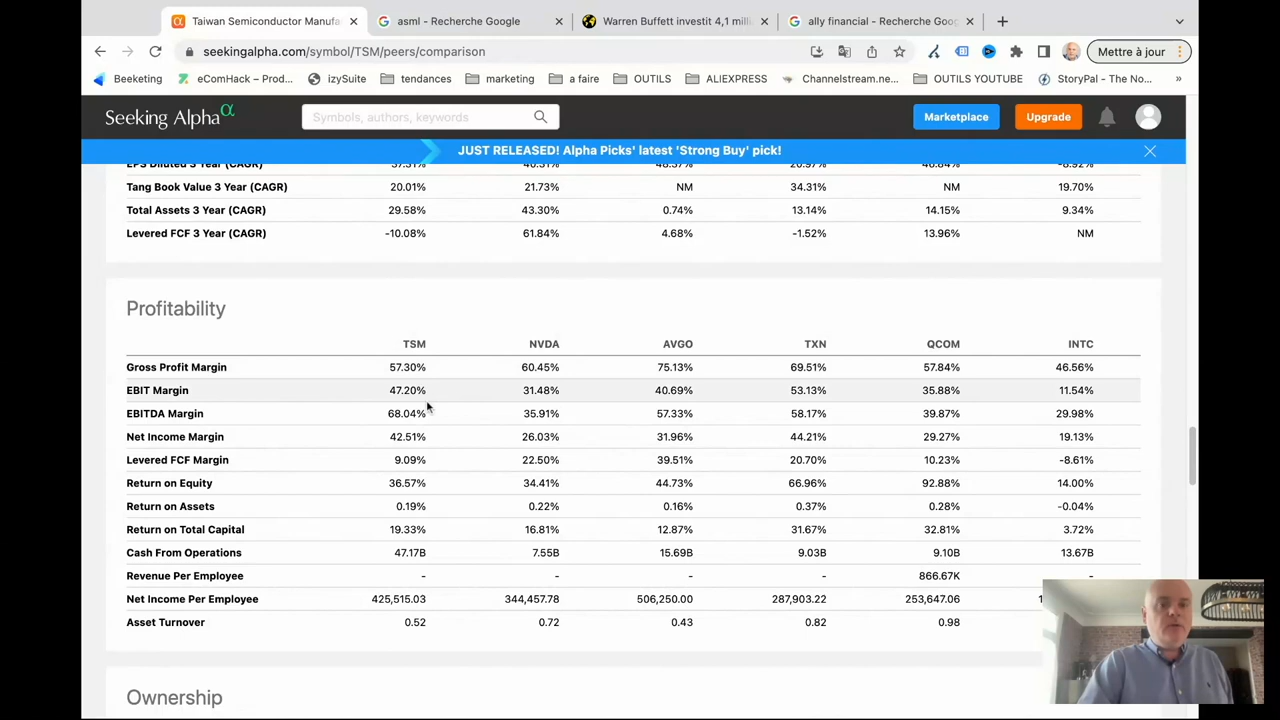 Taiwan Semiconductor Manufa
asml - Recherche Google
Warren Buffett investit 4,1 milli
ally financial - Recherche Goog
seekingalpha.com/symbol/TSM/peers/comparison
Mettre à jour
Beeketing
eComHack – Prod...
izySuite
tendances
marketing
a faire
OUTILS
ALIEXPRESS
Channelstream.ne...
OUTILS YOUTUBE
StoryPal - The No...
»
Seeking Alpha α
Symbols, authors, keywords
Marketplace
Upgrade
JUST RELEASED! Alpha Picks' latest 'Strong Buy' pick!
EPS Diluted 3 Year (CAGR)
Tang Book Value 3 Year (CAGR) 20.01% 21.73% NM 34.31% NM 19.70%
Total Assets 3 Year (CAGR) 29.58% 43.30% 0.74% 13.14% 14.15% 9.34%
Levered FCF 3 Year (CAGR) -10.08% 61.84% 4.68% -1.52% 13.96% NM
Profitability
TSM NVDA AVGO TXN QCOM INTC
Gross Profit Margin 57.30% 60.45% 75.13% 69.51% 57.84% 46.56%
EBIT Margin 47.20% 31.48% 40.69% 53.13% 35.88% 11.54%
EBITDA Margin 68.04% 35.91% 57.33% 58.17% 39.87% 29.98%
Net Income Margin 42.51% 26.03% 31.96% 44.21% 29.27% 19.13%
Levered FCF Margin 9.09% 22.50% 39.51% 20.70% 10.23% -8.61%
Return on Equity 36.57% 34.41% 44.73% 66.96% 92.88% 14.00%
Return on Assets 0.19% 0.22% 0.16% 0.37% 0.28% -0.04%
Return on Total Capital 19.33% 16.81% 12.87% 31.67% 32.81% 3.72%
Cash From Operations 47.17B 7.55B 15.69B 9.03B 9.10B 13.67B
Revenue Per Employee - - - - 866.67K -
Net Income Per Employee 425,515.03 344,457.78 506,250.00 287,903.22 253,647.06
Asset Turnover 0.52 0.72 0.43 0.82 0.98
Ownership